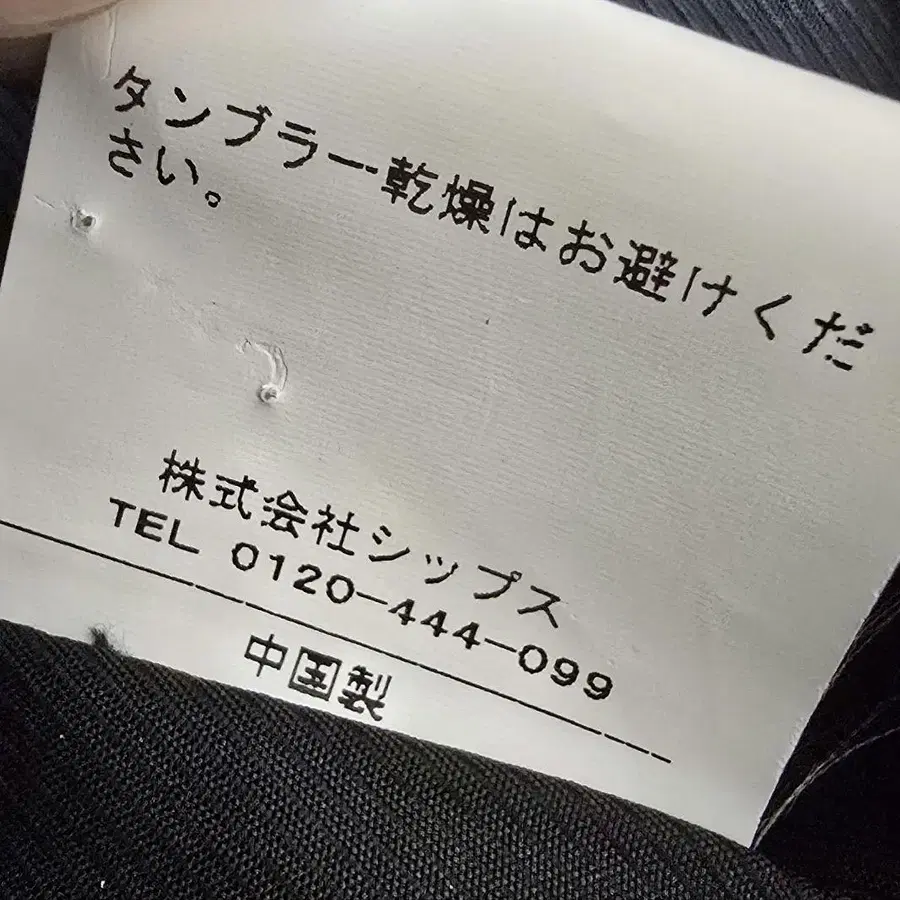 タンブラー乾燥はお避けくだ
さい。
株式会社シップス
TEL 0120-444-099
中国製